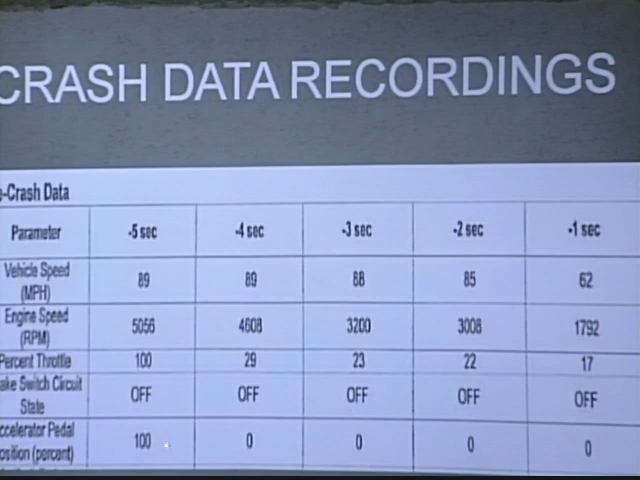 CRASH DATA RECORDINGS
e-Crash Data
Parameter -5 sec -4 sec -3 sec -2 sec -1 sec
Vehicle Speed
(MPH) 89 89 88 85 62
Engine Speed
(RPM) 5056 4608 3200 3008 1792
Percent Throttle 100 29 23 22 17
ake Switch Circuit
State OFF OFF OFF OFF OFF
ccelerator Pedal
osition (percent) 100 0 0 0 0